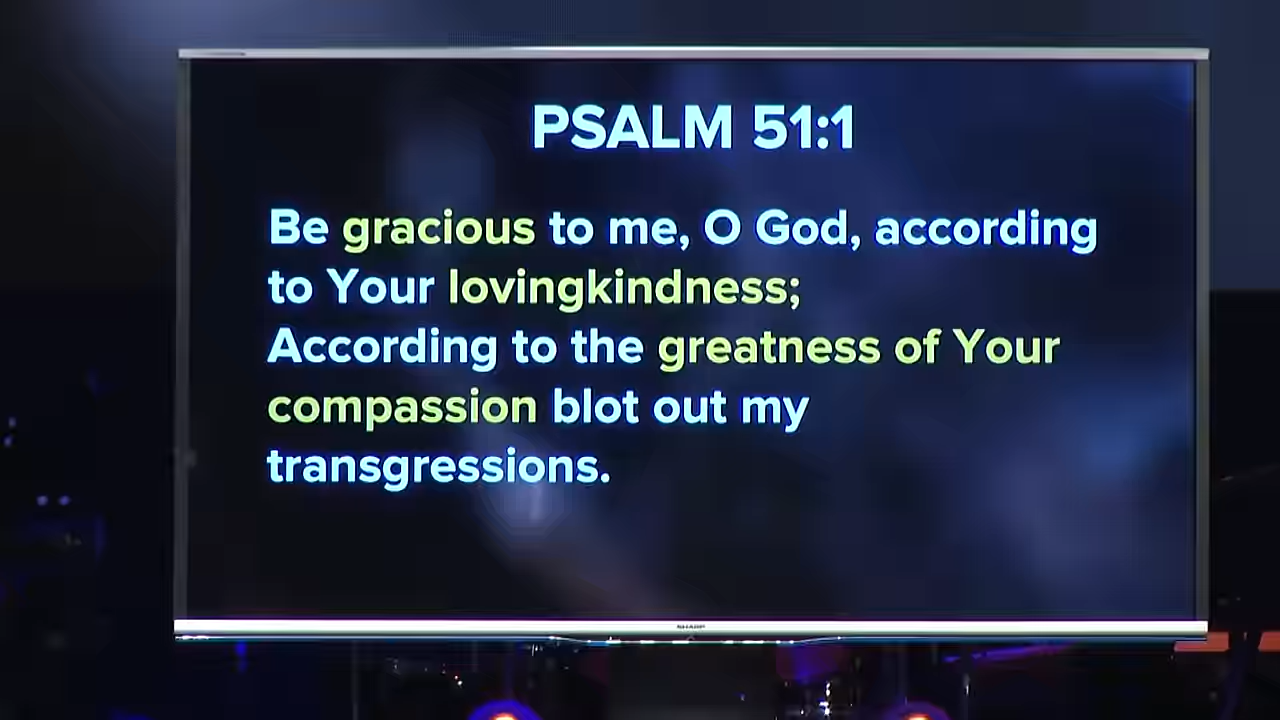 PSALM 51:1
Be gracious to me, O God, according
to Your lovingkindness;
According to the greatness of Your
compassion blot out my
transgressions.
SHARP